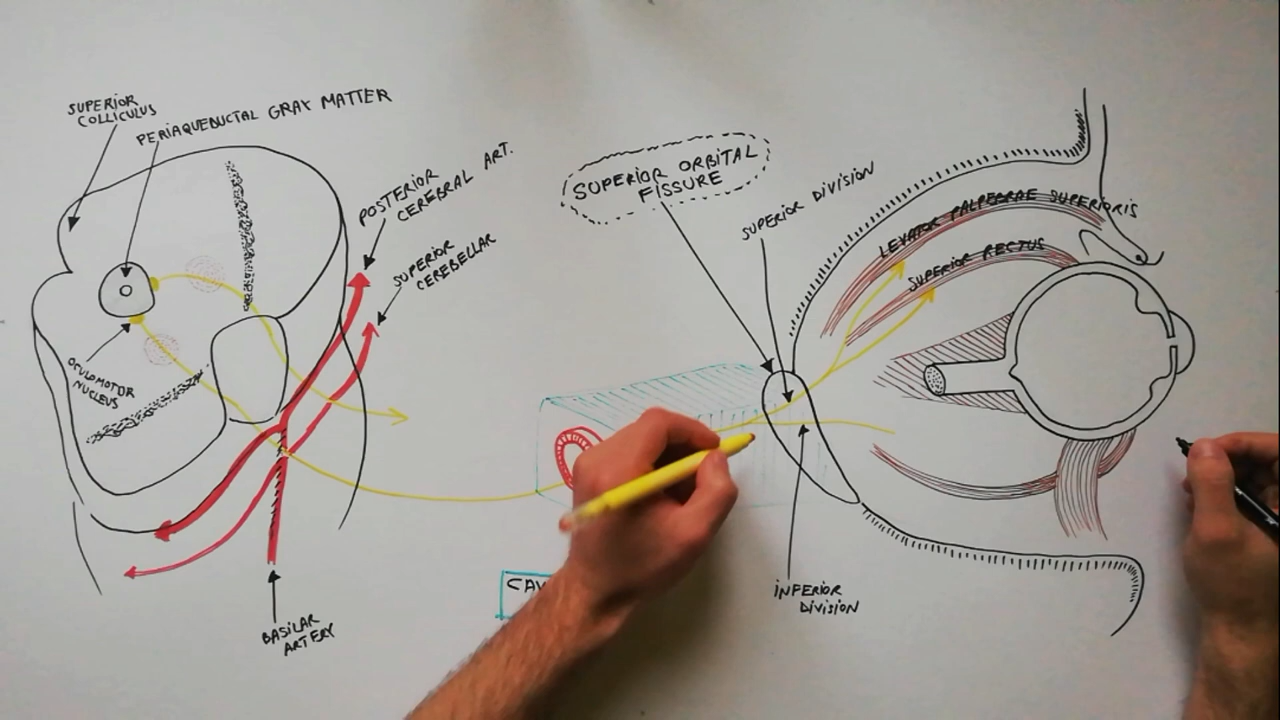 SUPERIOR
COLLICULUS
PERIAQUEDUCTAL GRAY MATTER
POSTERIOR
CEREBRAL ART.
SUPERIOR
CEREBELLAR
OCULOMOTOR
NUCLEUS
BASILAR
ARTERY
CAV
SUPERIOR ORBITAL
FISSURE
SUPERIOR DIVISION
LEVATOR PALPEBRAE SUPERIORIS
SUPERIOR RECTUS
INFERIOR
DIVISION